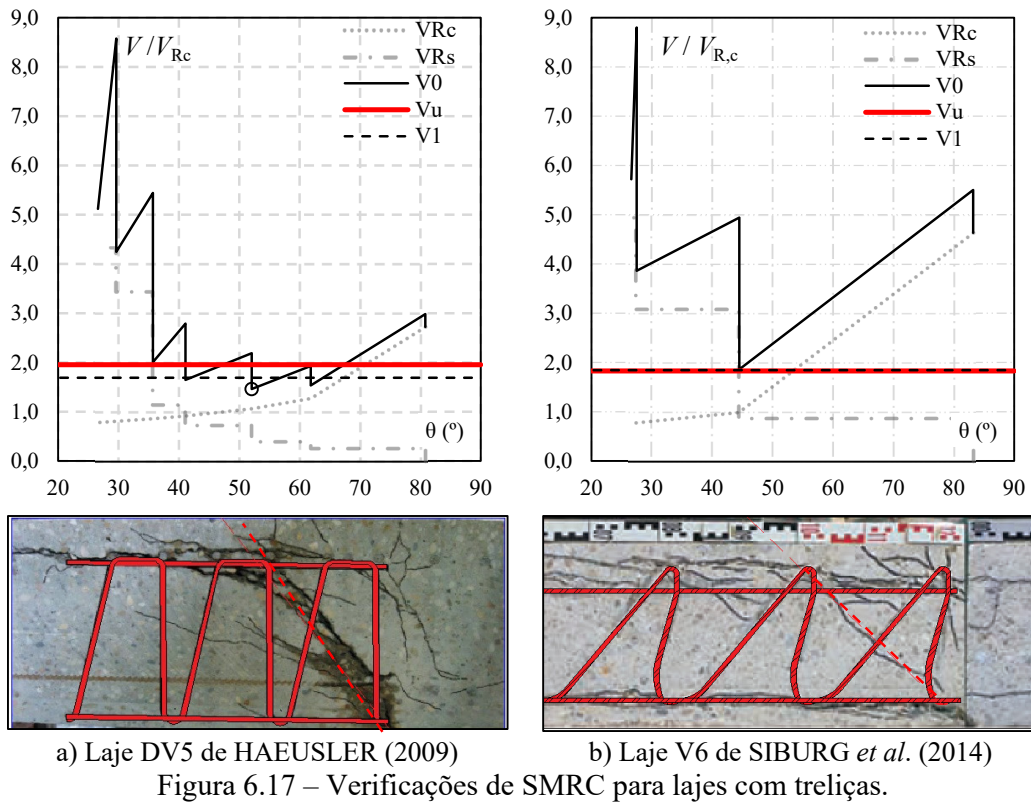 9,0
8,0
7,0
6,0
5,0
4,0
3,0
2,0
1,0
0,0
20 30 40 50 60 70 80 90
V /VRc
VRc
VRs
V0
Vu
V1
θ (º)
9,0
8,0
7,0
6,0
5,0
4,0
3,0
2,0
1,0
0,0
20 30 40 50 60 70 80 90
V / VR,c
VRc
VRs
V0
Vu
V1
θ (º)
a) Laje DV5 de HAEUSLER (2009)
b) Laje V6 de SIBURG et al. (2014)
Figura 6.17 – Verificações de SMRC para lajes com treliças.